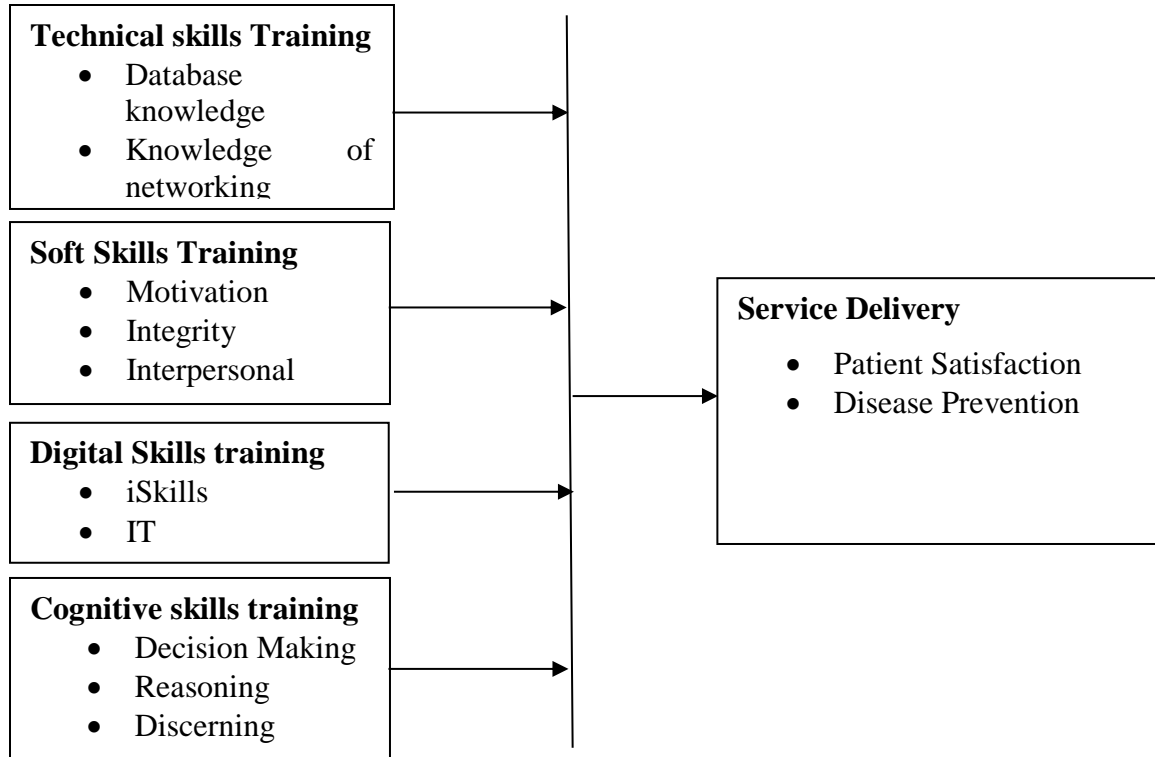 Technical skills Training
• Database
knowledge
• Knowledge of
networking
Soft Skills Training
• Motivation
• Integrity
• Interpersonal
Digital Skills training
• iSkills
• IT
Cognitive skills training
• Decision Making
• Reasoning
• Discerning
Service Delivery
• Patient Satisfaction
• Disease Prevention